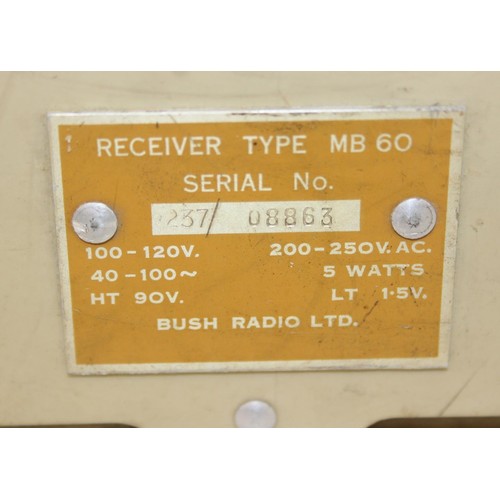 RECEIVER TYPE MB 60
SERIAL No.
237/ 08863
100-120V. 200-250V. AC.
40-100~ 5 WATTS
HT 90V. LT 1·5V.
BUSH RADIO LTD.